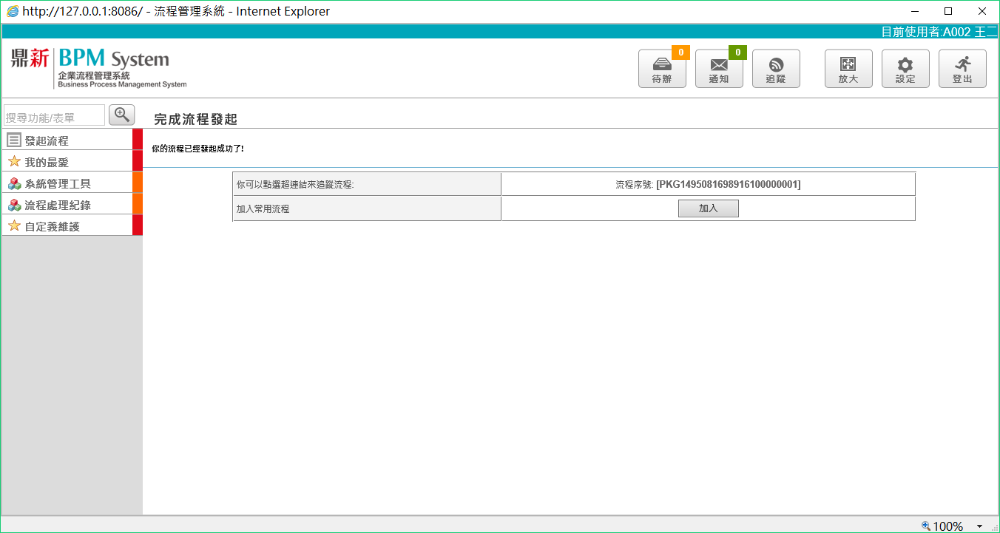 http://127.0.0.1:8086/ - 流程管理系統 - Internet Explorer
目前使用者:A002 王二
鼎新 BPM System
企業流程管理系統
Business Process Management System
0
待辦
0
通知
追蹤
放大
設定
登出
搜尋功能/表單
完成流程發起
發起流程
我的最愛
系統管理工具
流程處理紀錄
自定義維護
你的流程已經發起成功了!
你可以點選超連結來追蹤流程: 流程序號: [PKG1495081698916100000001]
加入常用流程 加入
100%